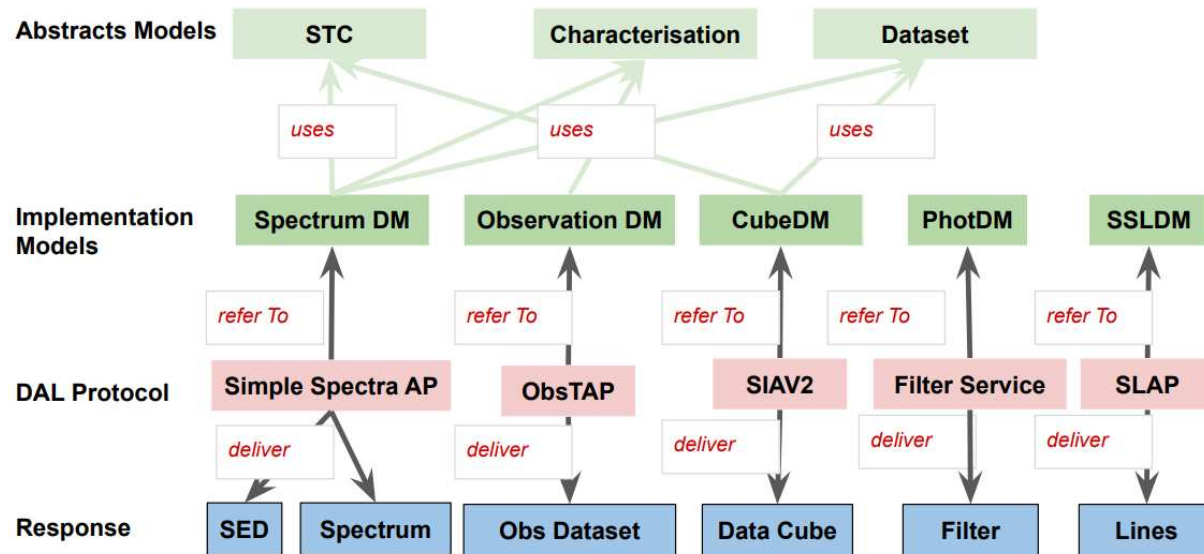 Abstracts Models
STC
Characterisation
Dataset
uses
uses
uses
Implementation
Models
Spectrum DM
Observation DM
CubeDM
PhotDM
SSLDM
refer To
refer To
refer To
refer To
refer To
DAL Protocol
Simple Spectra AP
ObsTAP
SIAV2
Filter Service
SLAP
deliver
deliver
deliver
deliver
deliver
Response
SED
Spectrum
Obs Dataset
Data Cube
Filter
Lines